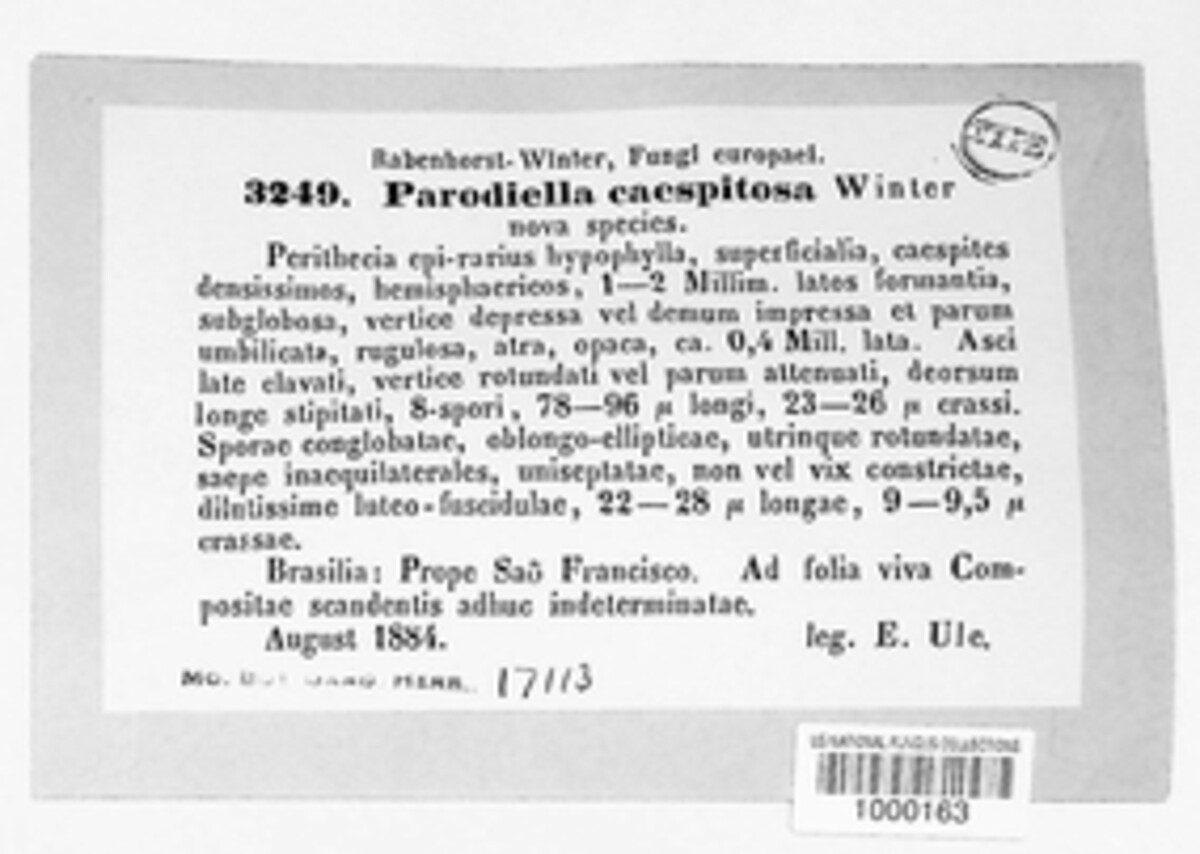 TYPE
Rabenhorst-Winter, Fungi europaei.
3249. Parodiella caespitosa Winter
nova species.
Perithecia epi-rarius hypophylla, superficialia, caespites
densissimos, hemisphaericos, 1—2 Millim. latos formantia,
subglobosa, vertice depressa vel demum impressa et parum
umbilicata, rugulosa, atra, opaca, ca. 0,4 Mill. lata. Asci
late clavati, vertice rotundati vel parum attenuati, deorsum
longe stipitati, 8-spori, 78—96 µ longi, 23—26 µ crassi.
Sporae conglobatae, oblongo-ellipticae, utrinque rotundatae,
saepe inaequilaterales, uniseptatae, non vel vix constrictae,
dilutissime luteo-fuscidulae, 22—28 µ longae, 9—9,5 µ
crassae.
Brasilia: Prope Saõ Francisco. Ad folia viva Com-
positae scandentis adhuc indeterminatae.
August 1884. leg. E. Ule.
MO. BOT. GARD. HERB. 17113
US NATIONAL FUNGUS COLLECTIONS
1000163